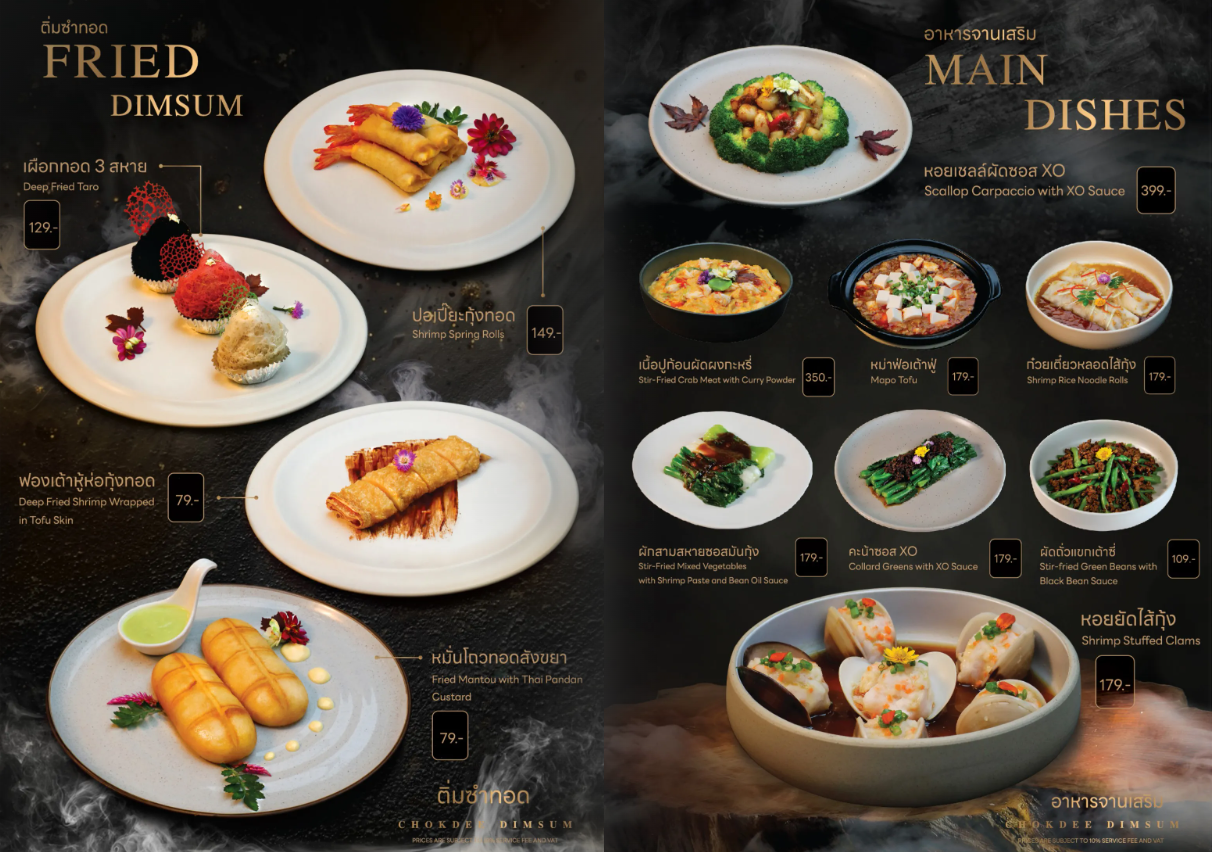 ติ่มซำทอด
FRIED
DIMSUM
เผือกทอด 3 สหาย
Deep Fried Taro
129.-
ปอเปี๊ยะกุ้งทอด
Shrimp Spring Rolls
149.-
ฟองเต้าหู้ห่อกุ้งทอด
Deep Fried Shrimp Wrapped
in Tofu Skin
79.-
หมั่นโถวทอดสังขยา
Fried Mantou with Thai Pandan
Custard
79.-
ติ่มซำทอด
CHOKDEE DIMSUM
PRICES ARE SUBJECT TO 10% SERVICE FEE AND VAT
อาหารจานเสริม
MAIN
DISHES
หอยเชลล์ผัดซอส XO
Scallop Carpaccio with XO Sauce
399.-
เนื้อปูก้อนผัดผงกะหรี่
Stir-Fried Crab Meat with Curry Powder
350.-
หม่าฟ่อเต้าฟู่
Mapo Tofu
179.-
ก๋วยเตี๋ยวหลอดไส้กุ้ง
Shrimp Rice Noodle Rolls
179.-
ผักสามสหายซอสมันกุ้ง
Stir-Fried Mixed Vegetables
with Shrimp Paste and Bean Oil Sauce
179.-
คะน้าซอส XO
Collard Greens with XO Sauce
179.-
ผัดถั่วแขกเต้าซี่
Stir-fried Green Beans with
Black Bean Sauce
109.-
หอยยัดไส้กุ้ง
Shrimp Stuffed Clams
179.-
อาหารจานเสริม
CHOKDEE DIMSUM
PRICES ARE SUBJECT TO 10% SERVICE FEE AND VAT